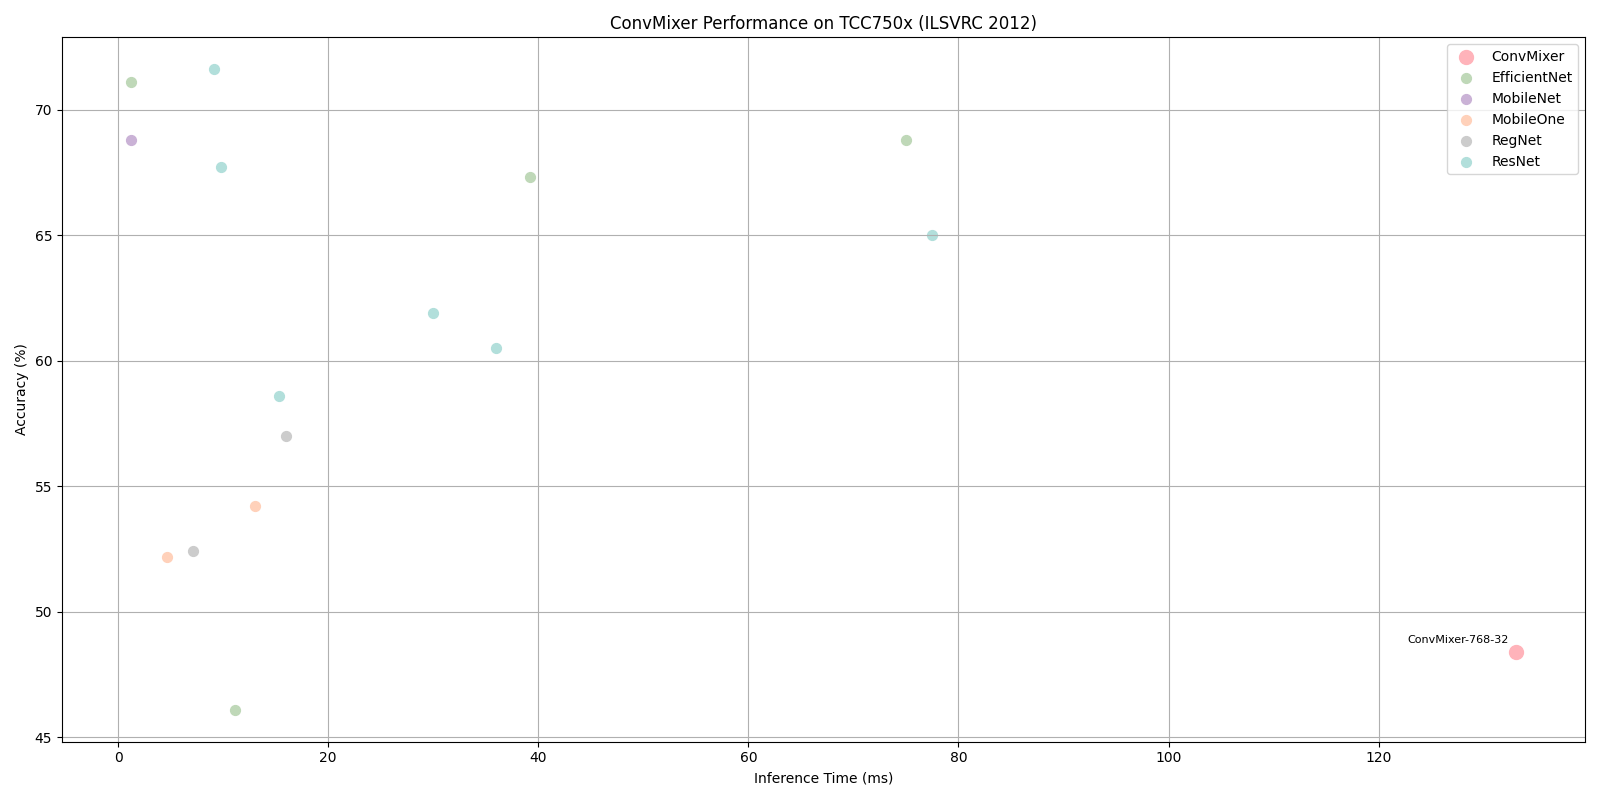 ConvMixer Performance on TCC750x (ILSVRC 2012)
ConvMixer
EfficientNet
MobileNet
MobileOne
RegNet
ResNet
70
65
60
55
50
45
Accuracy (%)
ConvMixer-768-32
0 20 40 60 80 100 120
Inference Time (ms)